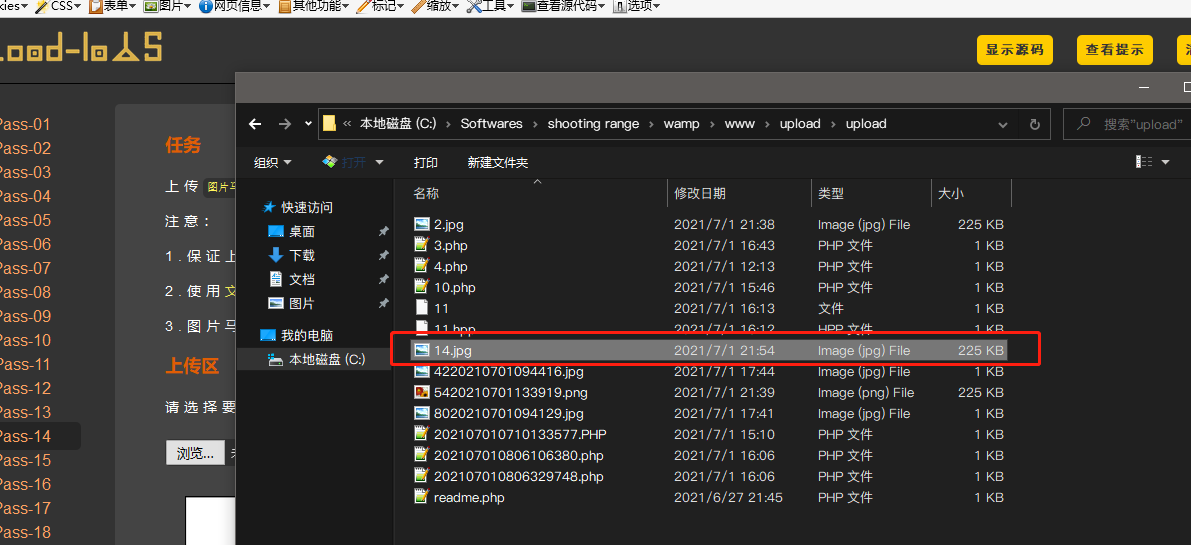 kies▾ CSS▾ 表单▾ 图片▾ 网页信息▾ 其他功能▾ 标记▾ 缩放▾ 工具▾ 查看源代码▾ 选项▾
显示源码 查看提示
Pass-01
Pass-02
Pass-03
Pass-04
Pass-05
Pass-06
Pass-07
Pass-08
Pass-09
Pass-10
Pass-11
Pass-12
Pass-13
Pass-14
Pass-15
Pass-16
Pass-17
Pass-18
任务
上传 图片马
注意：
1.保证上
2.使用文
3.图片马
上传区
请选择要
浏览...
« 本地磁盘 (C:) › Softwares › shooting range › wamp › www › upload › upload
搜索"upload"
组织 打开 打印 新建文件夹
快速访问
桌面
下载
文档
图片
我的电脑
本地磁盘 (C:)
名称 修改日期 类型 大小
2.jpg 2021/7/1 21:38 Image (jpg) File 225 KB
3.php 2021/7/1 16:43 PHP 文件 1 KB
4.php 2021/7/1 12:13 PHP 文件 1 KB
10.php 2021/7/1 15:46 PHP 文件 1 KB
11 2021/7/1 16:13 文件 1 KB
11.hpp 2021/7/1 16:12 HPP 文件 1 KB
14.jpg 2021/7/1 21:54 Image (jpg) File 225 KB
4220210701094416.jpg 2021/7/1 17:44 Image (jpg) File 1 KB
5420210701133919.png 2021/7/1 21:39 Image (png) File 225 KB
8020210701094129.jpg 2021/7/1 17:41 Image (jpg) File 1 KB
202107010710133577.PHP 2021/7/1 15:10 PHP 文件 1 KB
202107010806106380.php 2021/7/1 16:06 PHP 文件 1 KB
202107010806329748.php 2021/7/1 16:06 PHP 文件 1 KB
readme.php 2021/6/27 21:45 PHP 文件 1 KB